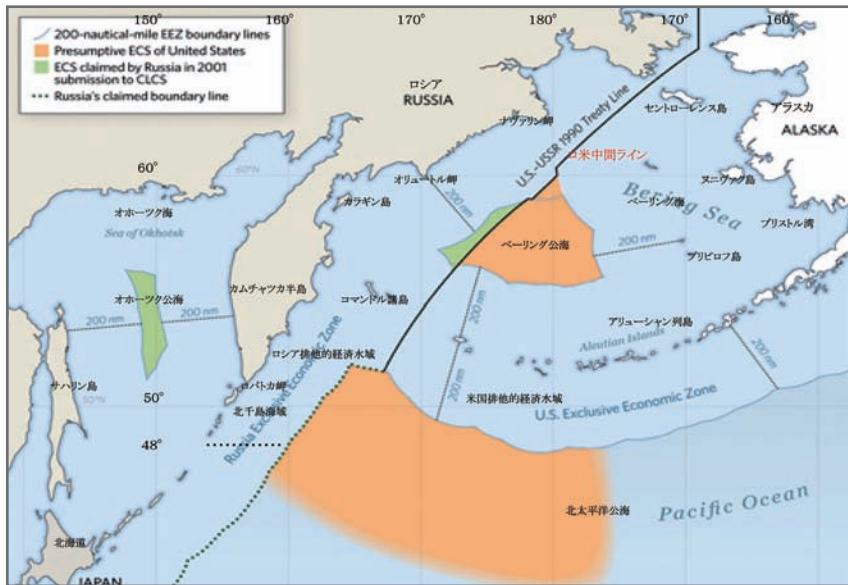 200-nautical-mile EEZ boundary lines
Presumptive ECS of United States
ECS claimed by Russia in 2001
submission to CLCS
Russia's claimed boundary line
150°
160°
170°
180°
170°
160°
ロシア
RUSSIA
ナヴァリン岬
セントローレンス島
アラスカ
ALASKA
U.S.-USSR 1990 Treaty Line
ロ米中間ライン
60°
60°N
オリュートル岬
ヌニヴァク島
カラギン島
オホーツク海
Sea of Okhotsk
200 nm
Bering Sea
ベーリング海
ブリストル湾
ベーリング公海
200 nm
プリビロフ島
オホーツク公海
200 nm
200 nm
カムチャツカ半島
コマンドル諸島
200 nm
アリューシャン列島
Aleutian Islands
200 nm
サハリン島
ロパトカ岬
ロシア排他的経済水域
Russia Exclusive Economic Zone
50°N
50°
北千島海域
米国排他的経済水域
U.S. Exclusive Economic Zone
200
48°
北太平洋公海
Pacific Ocean
北海道
JAPAN